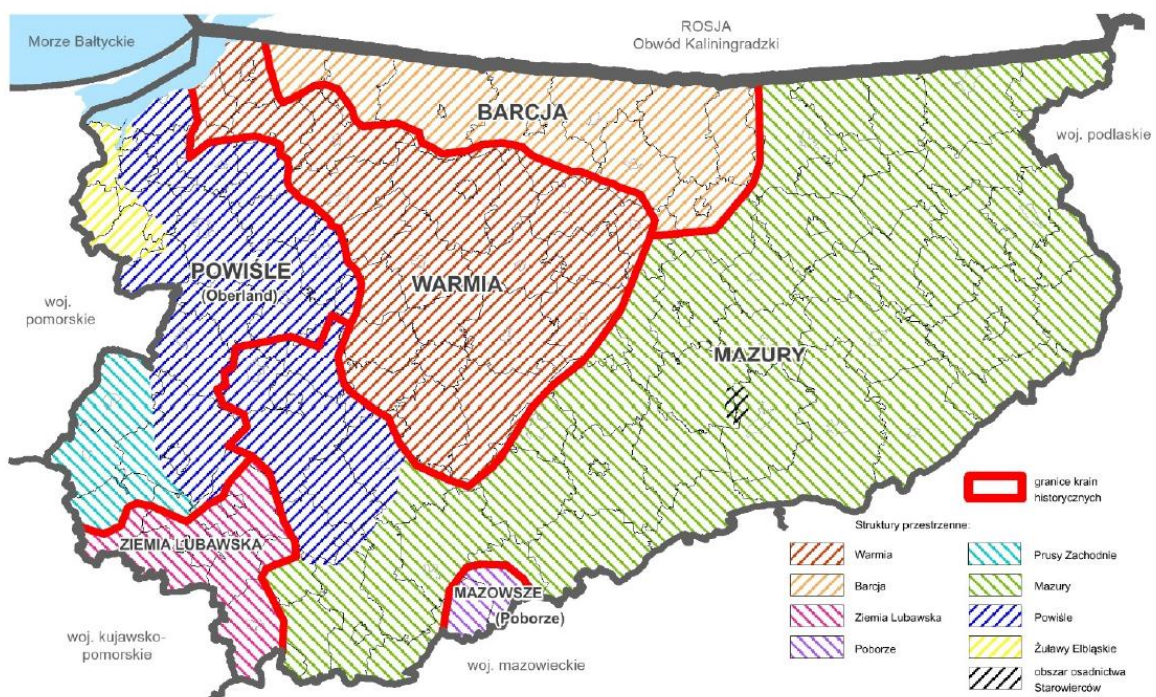 Morze Bałtyckie
ROSJA
Obwód Kaliningradzki
BARCJA
woj. podlaskie
POWIŚLE
(Oberland)
WARMIA
woj.
pomorskie
MAZURY
ZIEMIA LUBAWSKA
MAZOWSZE
(Poborze)
woj. kujawsko-
pomorskie
woj. mazowieckie
granice krain
historycznych
Struktury przestrzenne:
Warmia
Barcja
Ziemia Lubawska
Poborze
Prusy Zachodnie
Mazury
Powiśle
Żuławy Elbląskie
obszar osadnictwa
Starowierców